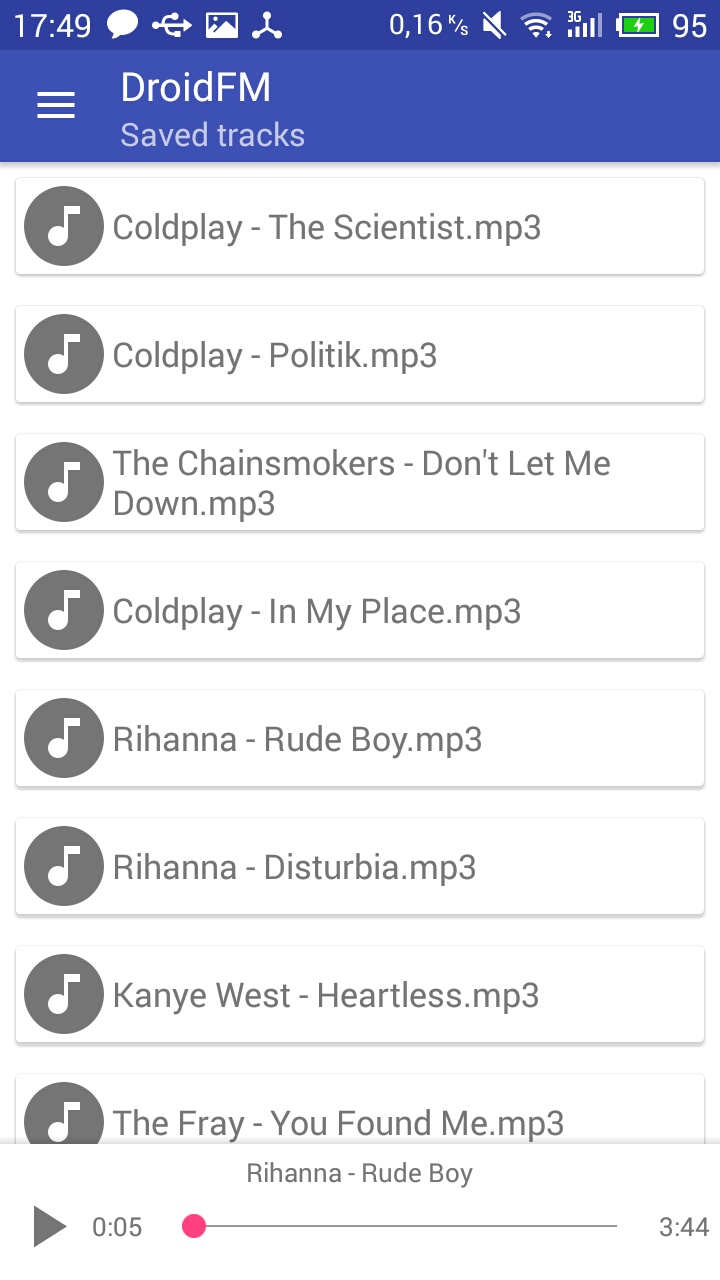 17:49 0,16 K/s 3G 95
DroidFM
Saved tracks
Coldplay - The Scientist.mp3
Coldplay - Politik.mp3
The Chainsmokers - Don't Let Me
Down.mp3
Coldplay - In My Place.mp3
Rihanna - Rude Boy.mp3
Rihanna - Disturbia.mp3
Kanye West - Heartless.mp3
The Fray - You Found Me.mp3
Rihanna - Rude Boy
0:05 3:44